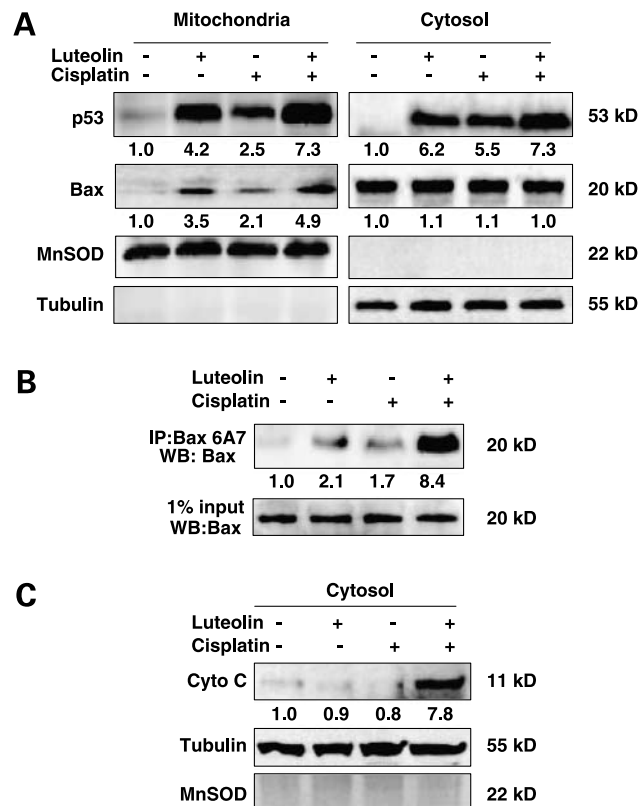 A
Mitochondria Cytosol
Luteolin - + - + - + - +
Cisplatin - - + + - - + +
p53 53 kD
1.0 4.2 2.5 7.3 1.0 6.2 5.5 7.3
Bax 20 kD
1.0 3.5 2.1 4.9 1.0 1.1 1.1 1.0
MnSOD 22 kD
Tubulin 55 kD
B
Luteolin - + - +
Cisplatin - - + +
IP:Bax 6A7
WB: Bax 20 kD
1.0 2.1 1.7 8.4
1% input
WB:Bax 20 kD
C
Cytosol
Luteolin - + - +
Cisplatin - - + +
Cyto C 11 kD
1.0 0.9 0.8 7.8
Tubulin 55 kD
MnSOD 22 kD